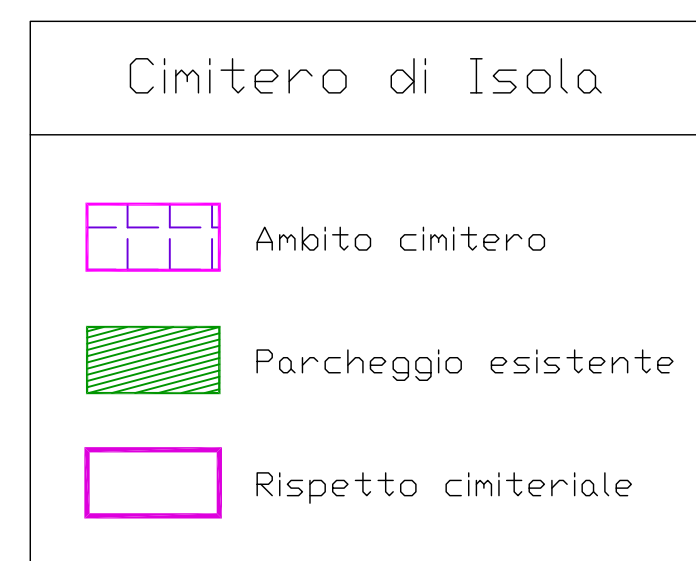 Cimitero di Isola
Ambito cimitero
Parcheggio esistente
Rispetto cimiteriale